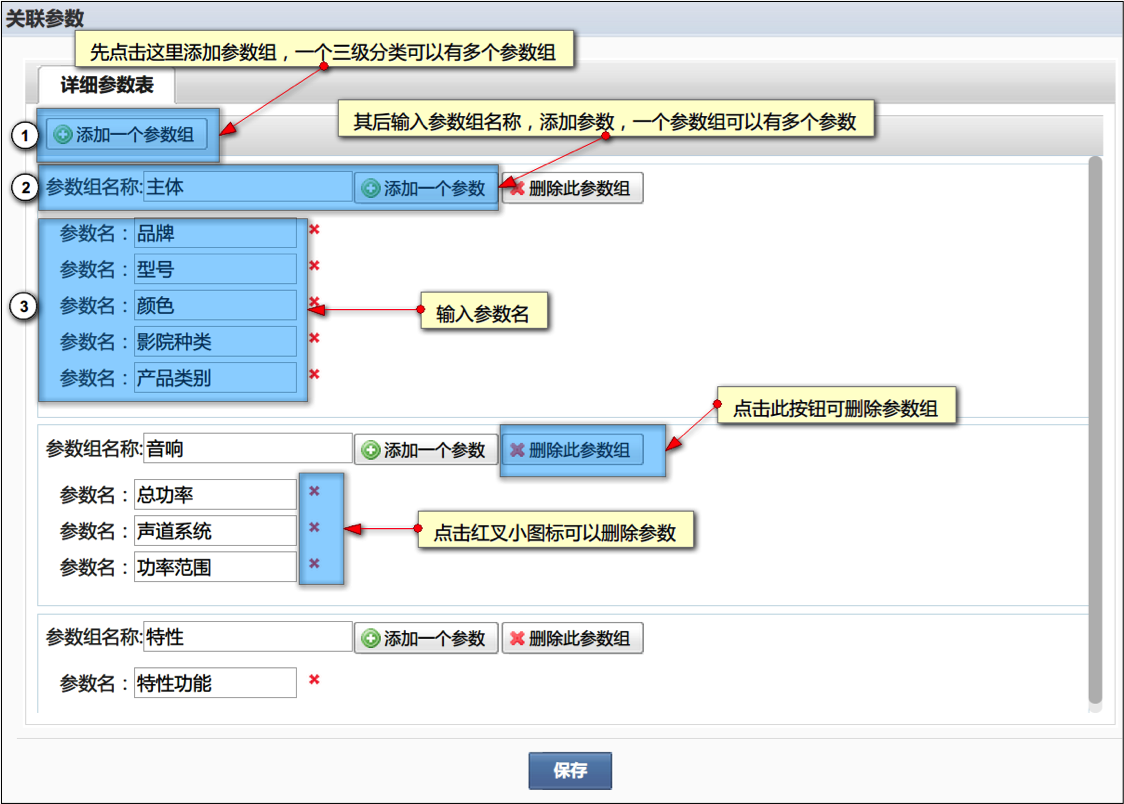 关联参数
先点击这里添加参数组，一个三级分类可以有多个参数组
详细参数表
其后输入参数组名称，添加参数，一个参数组可以有多个参数
1 添加一个参数组
2 参数组名称:主体 添加一个参数 删除此参数组
参数名：品牌
参数名：型号
3 参数名：颜色 输入参数名
参数名：影院种类
参数名：产品类别
点击此按钮可删除参数组
参数组名称:音响 添加一个参数 删除此参数组
参数名：总功率
参数名：声道系统 点击红叉小图标可以删除参数
参数名：功率范围
参数组名称:特性 添加一个参数 删除此参数组
参数名：特性功能
保存